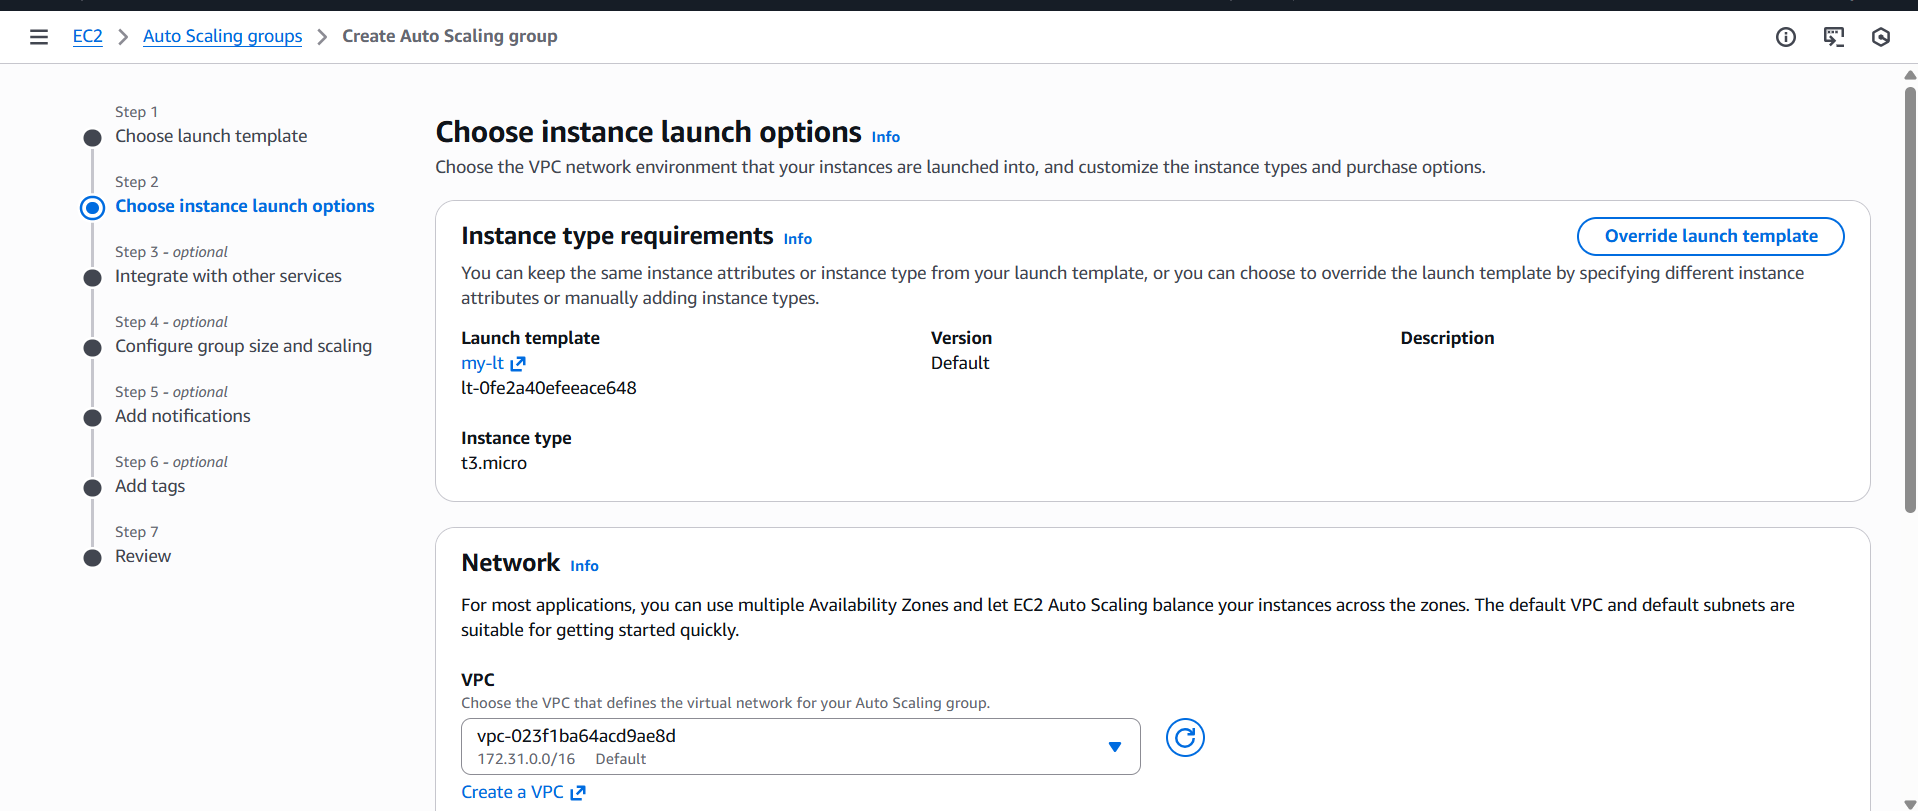 EC2 > Auto Scaling groups > Create Auto Scaling group
Step 1
Choose launch template
Step 2
Choose instance launch options
Step 3 - optional
Integrate with other services
Step 4 - optional
Configure group size and scaling
Step 5 - optional
Add notifications
Step 6 - optional
Add tags
Step 7
Review
Choose instance launch options Info
Choose the VPC network environment that your instances are launched into, and customize the instance types and purchase options.
Instance type requirements Info
Override launch template
You can keep the same instance attributes or instance type from your launch template, or you can choose to override the launch template by specifying different instance
attributes or manually adding instance types.
Launch template
my-lt
lt-0fe2a40efeeace648
Version
Default
Description
Instance type
t3.micro
Network Info
For most applications, you can use multiple Availability Zones and let EC2 Auto Scaling balance your instances across the zones. The default VPC and default subnets are
suitable for getting started quickly.
VPC
Choose the VPC that defines the virtual network for your Auto Scaling group.
vpc-023f1ba64acd9ae8d
172.31.0.0/16 Default
Create a VPC